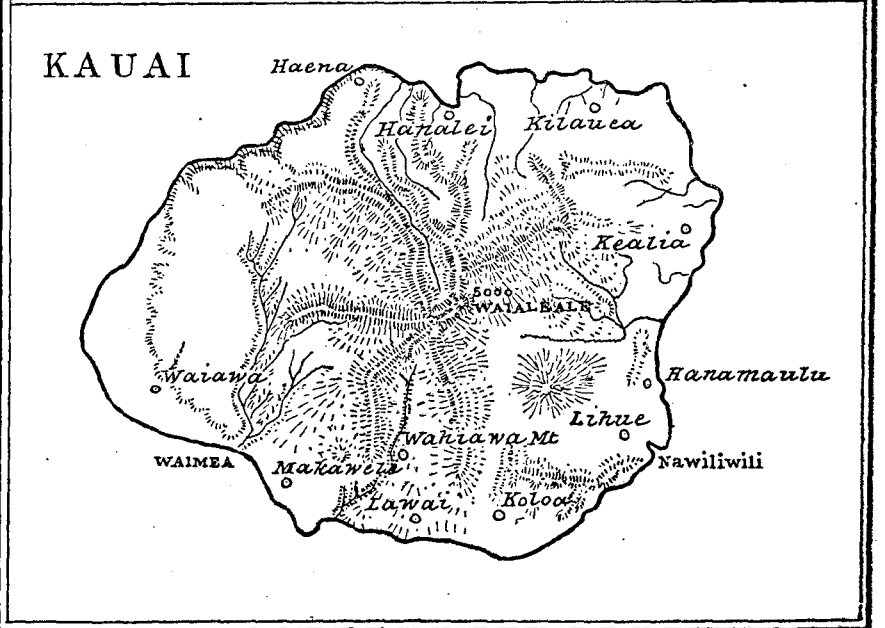 KAUAI
Haena
Hanalei
Kilauea
Kealia
5000
WAIALEALE
Waiawa
Hanamaulu
Lihue
Wahiawa Mt
WAIMEA
Makaweli
Nawiliwili
Lawai
Koloa